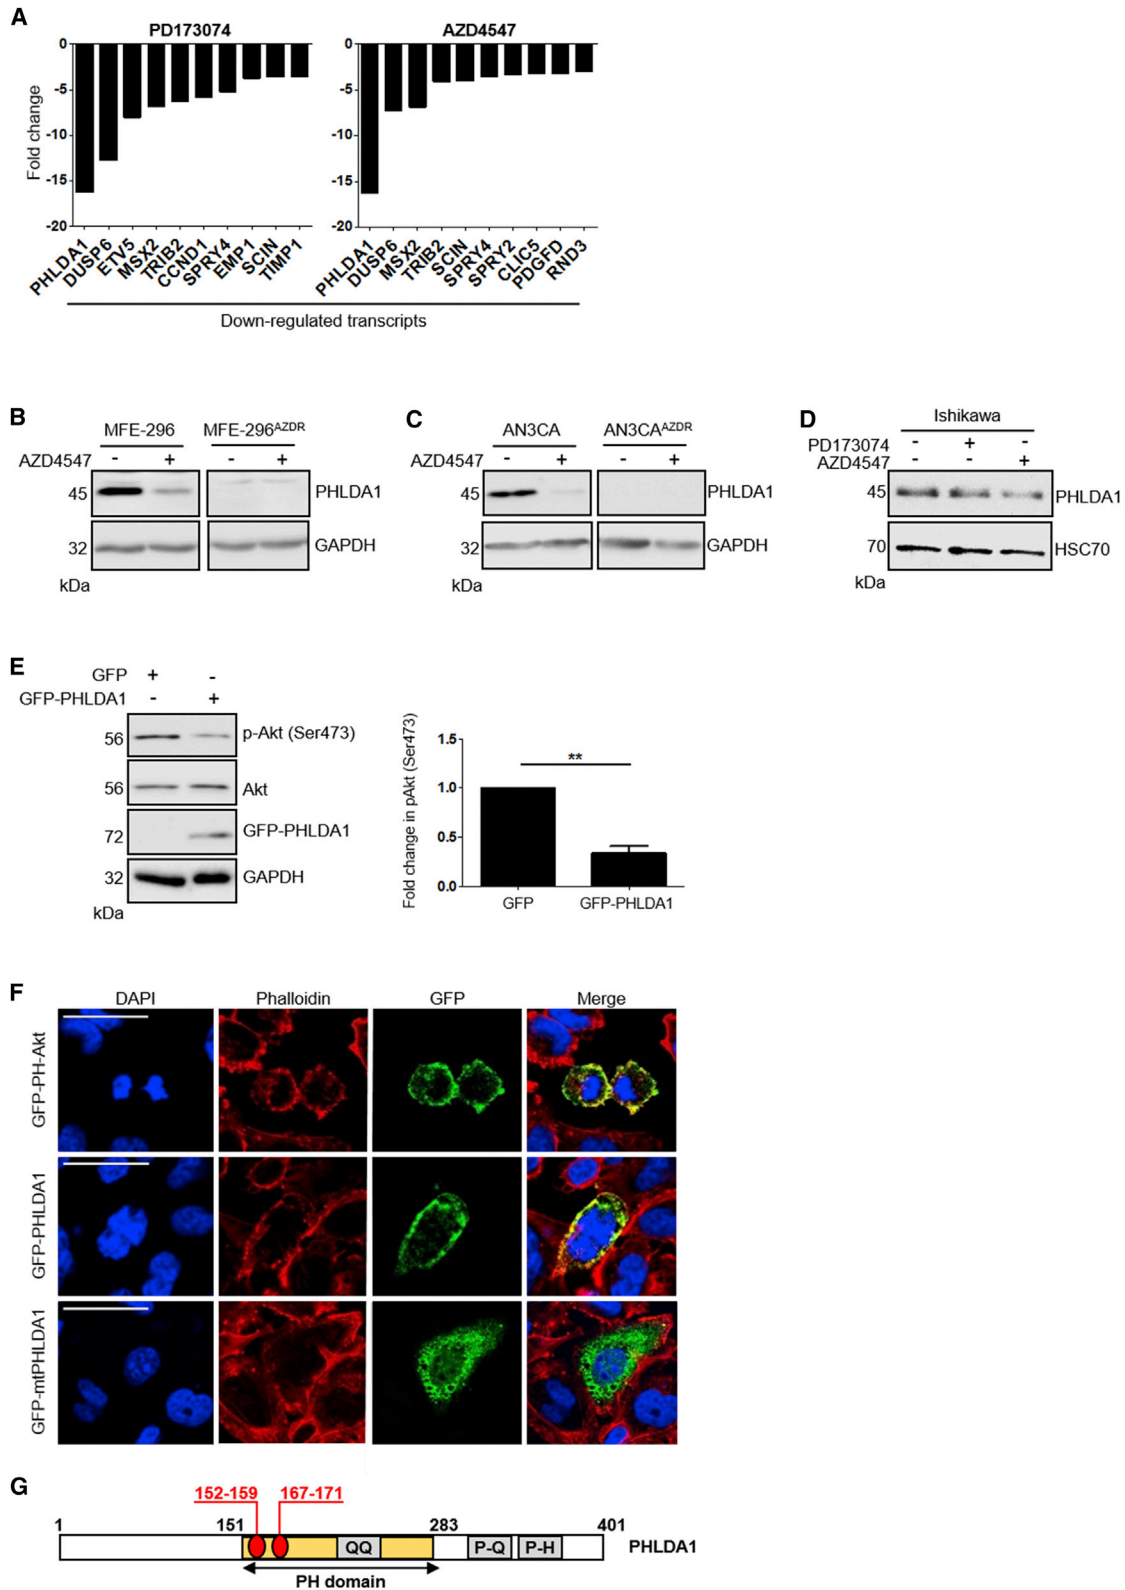 A
PD173074
AZD4547
0
-5
-10
-15
-20
Fold change
PHLDA1
DUSP6
ETV5
MSX2
TRIB2
CCND1
SPRY4
EMP1
SCIN
TIMP1
0
-5
-10
-15
-20
PHLDA1
DUSP6
MSX2
TRIB2
SCIN
SPRY4
SPRY2
CLIC5
PDGFD
RND3
Down-regulated transcripts
B
MFE-296 MFE-296AZDR
AZD4547 - + - +
45 PHLDA1
32 GAPDH
kDa
C
AN3CA AN3CAAZDR
AZD4547 - + - +
45 PHLDA1
32 GAPDH
kDa
D
Ishikawa
PD173074 - + -
AZD4547 - - +
45 PHLDA1
70 HSC70
kDa
E
GFP + -
GFP-PHLDA1 - +
56 p-Akt (Ser473)
56 Akt
72 GFP-PHLDA1
32 GAPDH
kDa
Fold change in pAkt (Ser473)
1.5
1.0
0.5
0.0
**
GFP GFP-PHLDA1
F
DAPI Phalloidin GFP Merge
GFP-PH-Akt
GFP-PHLDA1
GFP-mtPHLDA1
G
152-159 167-171
1 151 283 401
QQ P-Q P-H PHLDA1
PH domain